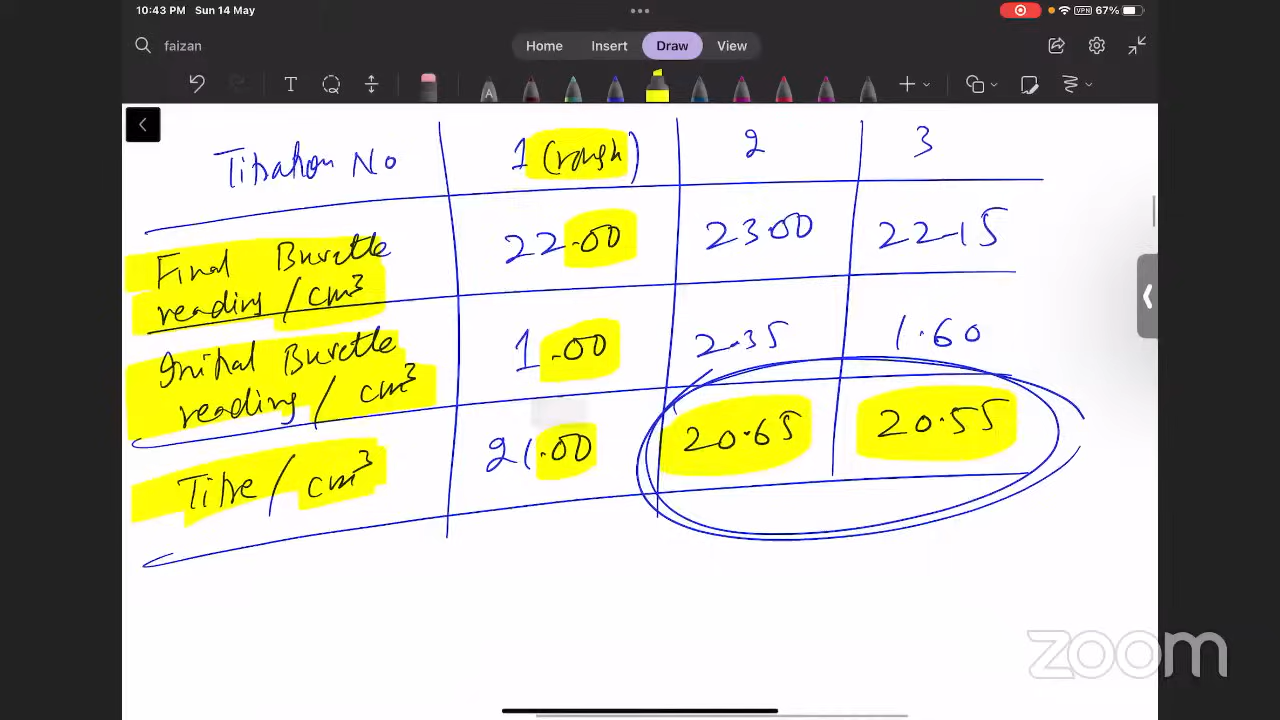 10:43 PM Sun 14 May
VPN 67%
faizan
Home Insert Draw View
T
A
Titration No 1 (rough) 2 3
Final Burette reading / cm³ 22.00 23.00 22.15
Initial Burette reading / cm³ 1.00 2.35 1.60
Titre / cm³ 21.00 20.65 20.55
zoom